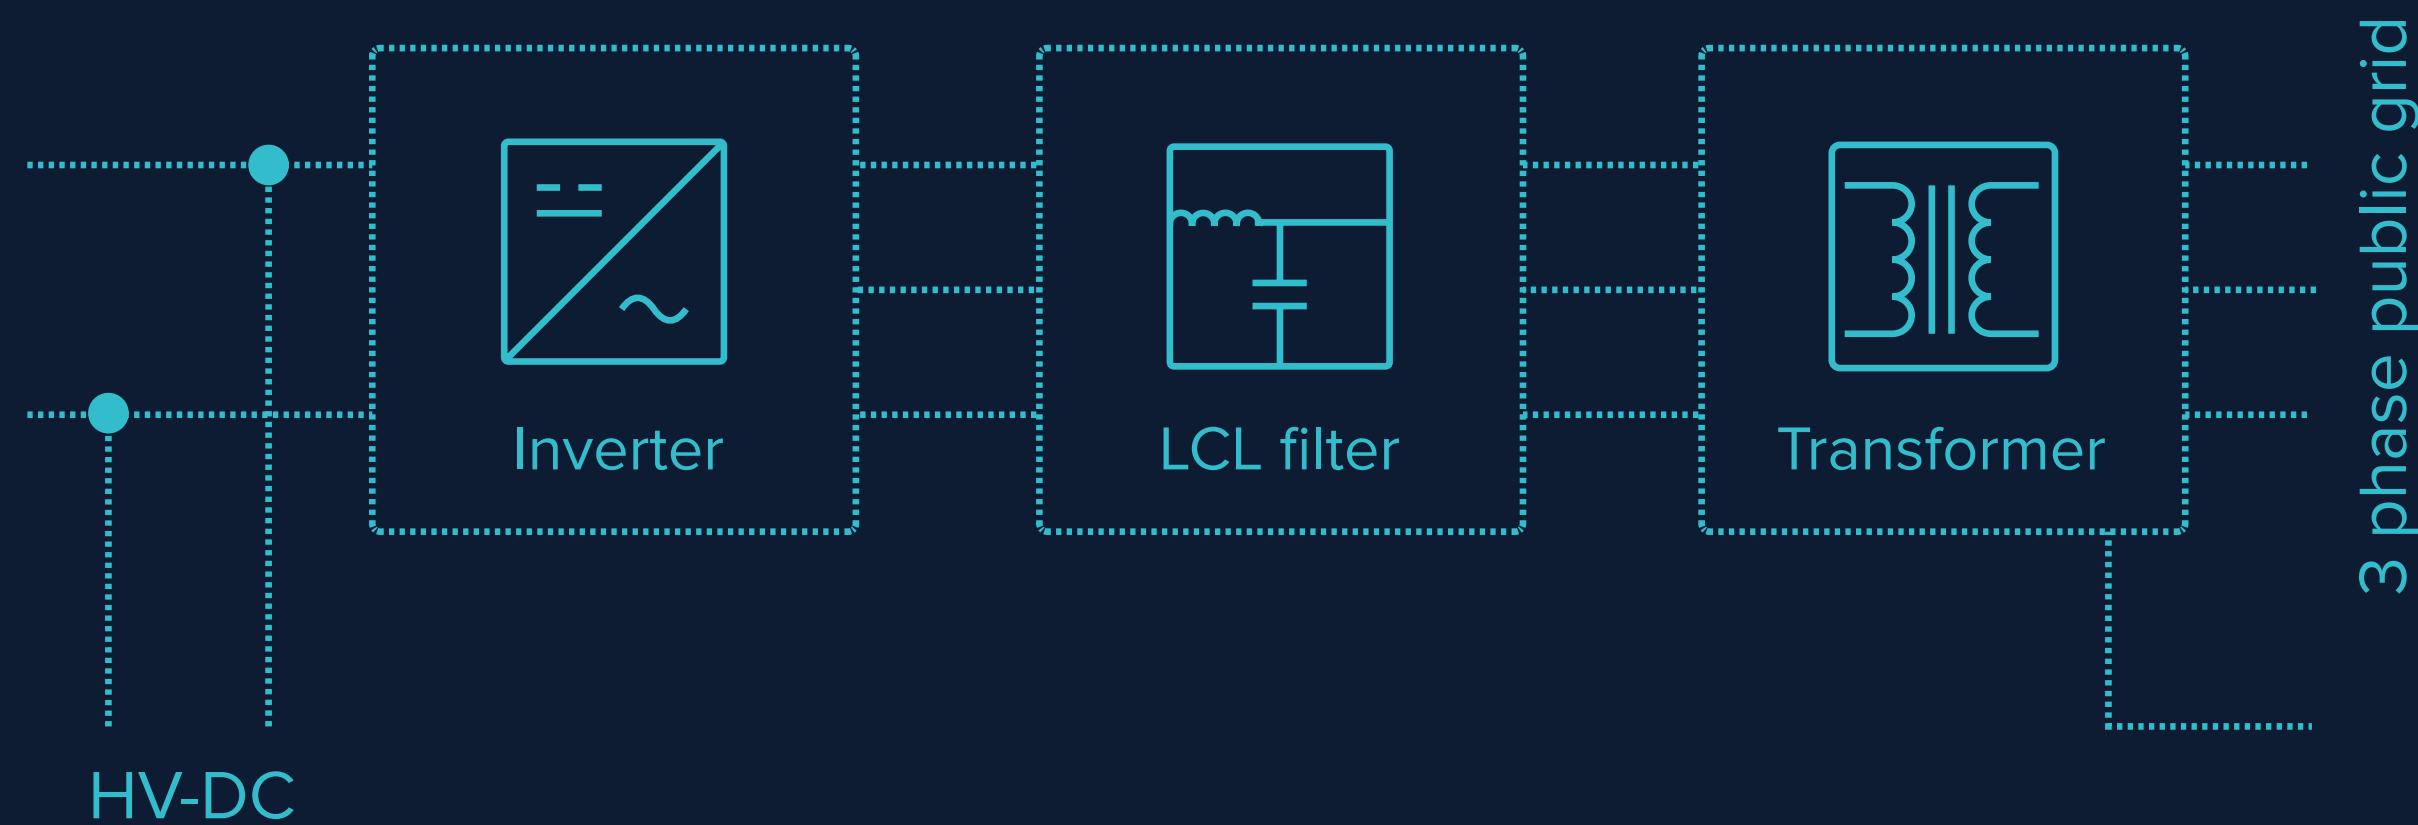 Inverter
LCL filter
Transformer
3 phase public grid
HV-DC